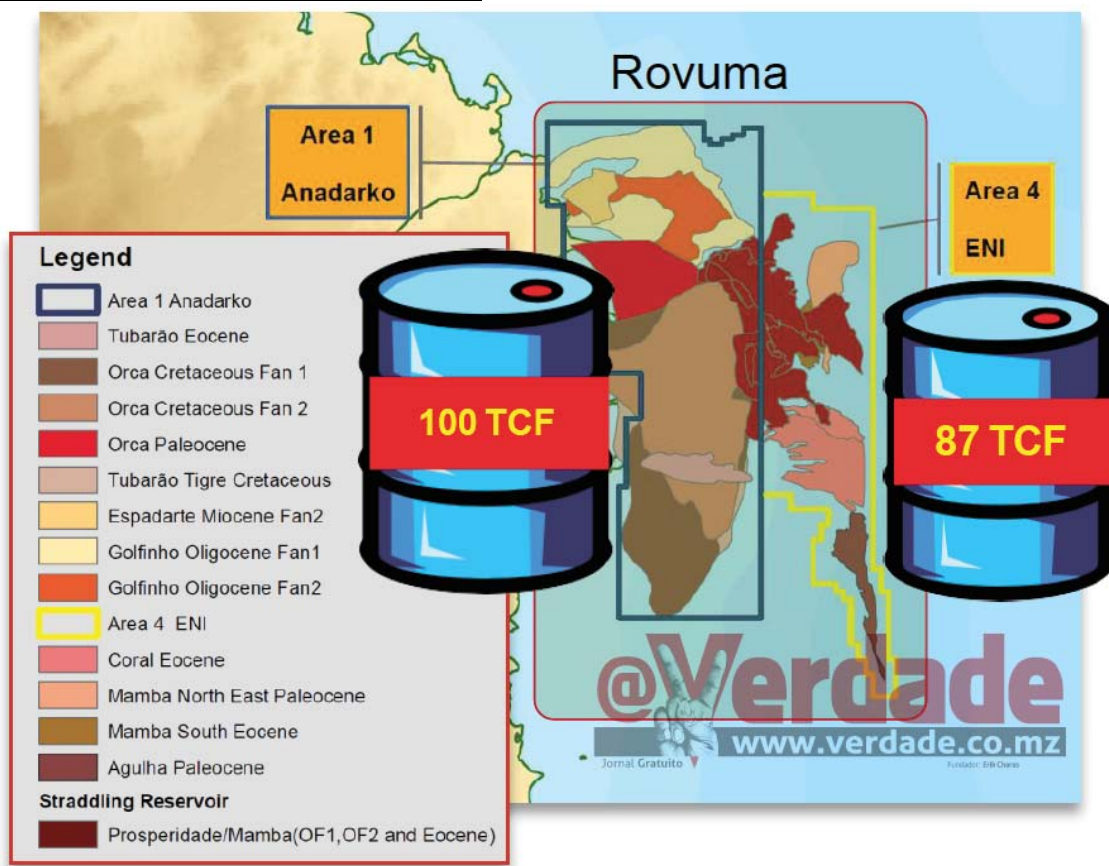 Rovuma
Area 1
Anadarko
Area 4
ENI
Legend
Area 1 Anadarko
Tubarão Eocene
Orca Cretaceous Fan 1
Orca Cretaceous Fan 2
Orca Paleocene
Tubarão Tigre Cretaceous
Espadarte Miocene Fan2
Golfinho Oligocene Fan1
Golfinho Oligocene Fan2
Area 4 ENI
Coral Eocene
Mamba North East Paleocene
Mamba South Eocene
Agulha Paleocene
Straddling Reservoir
Prosperidade/Mamba(OF1,OF2 and Eocene)
100 TCF
87 TCF
@Verdade
www.verdade.co.mz
Jornal Gratuito
Fundador: Erik Charas